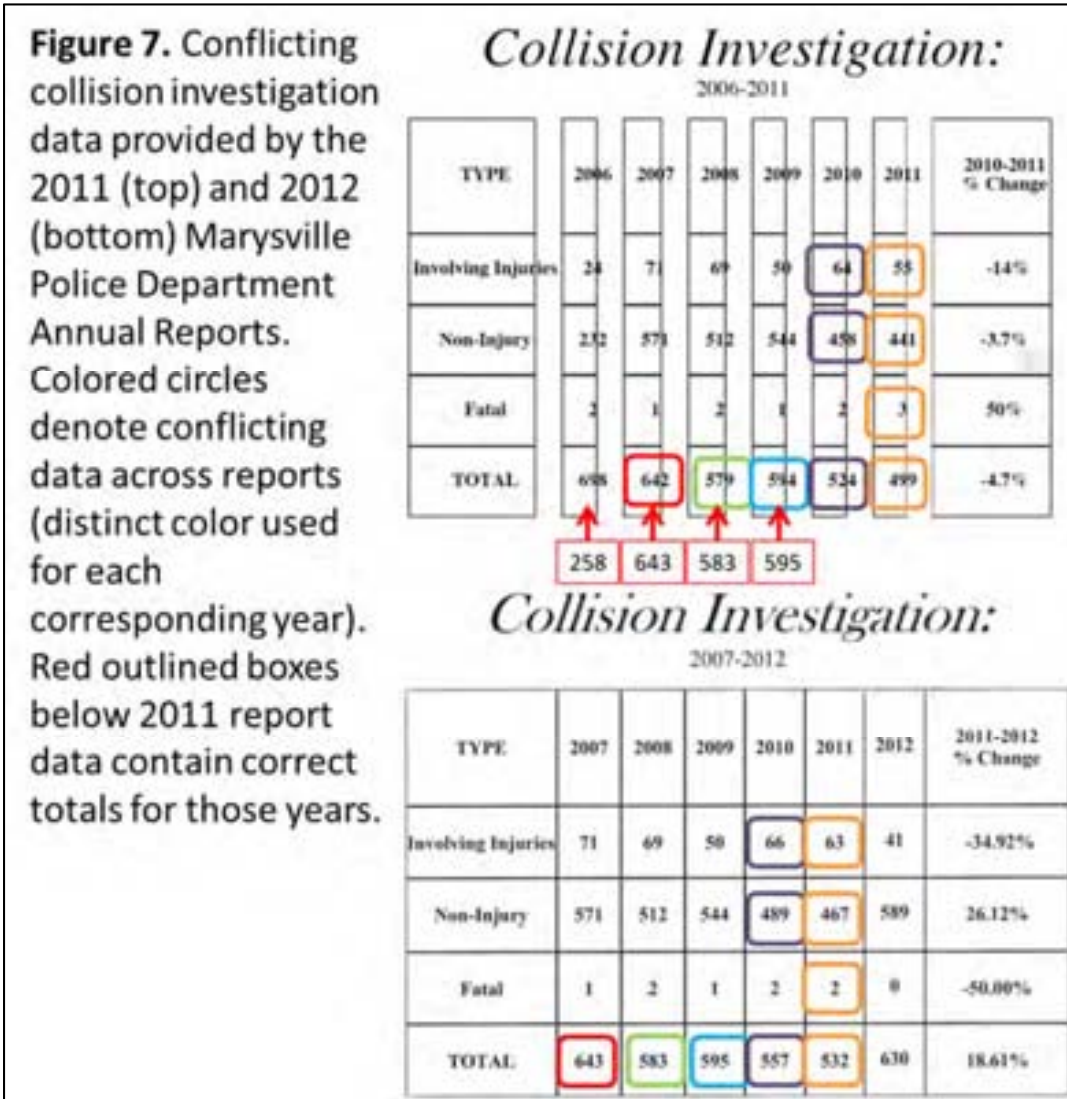 Figure 7. Conflicting
collision investigation
data provided by the
2011 (top) and 2012
(bottom) Marysville
Police Department
Annual Reports.
Colored circles
denote conflicting
data across reports
(distinct color used
for each
corresponding year).
Red outlined boxes
below 2011 report
data contain correct
totals for those years.
Collision Investigation:
2006-2011
TYPE 2006 2007 2008 2009 2010 2011 2010-2011 % Change
Involving Injuries 24 71 69 50 64 55 -14%
Non-Injury 232 571 512 544 458 441 -3.7%
Fatal 2 1 2 1 2 3 50%
TOTAL 698 642 579 594 524 499 -4.7%
258 643 583 595
Collision Investigation:
2007-2012
TYPE 2007 2008 2009 2010 2011 2012 2011-2012 % Change
Involving Injuries 71 69 50 66 63 41 -34.92%
Non-Injury 571 512 544 489 467 589 26.12%
Fatal 1 2 1 2 2 0 -50.00%
TOTAL 643 583 595 557 532 630 18.61%